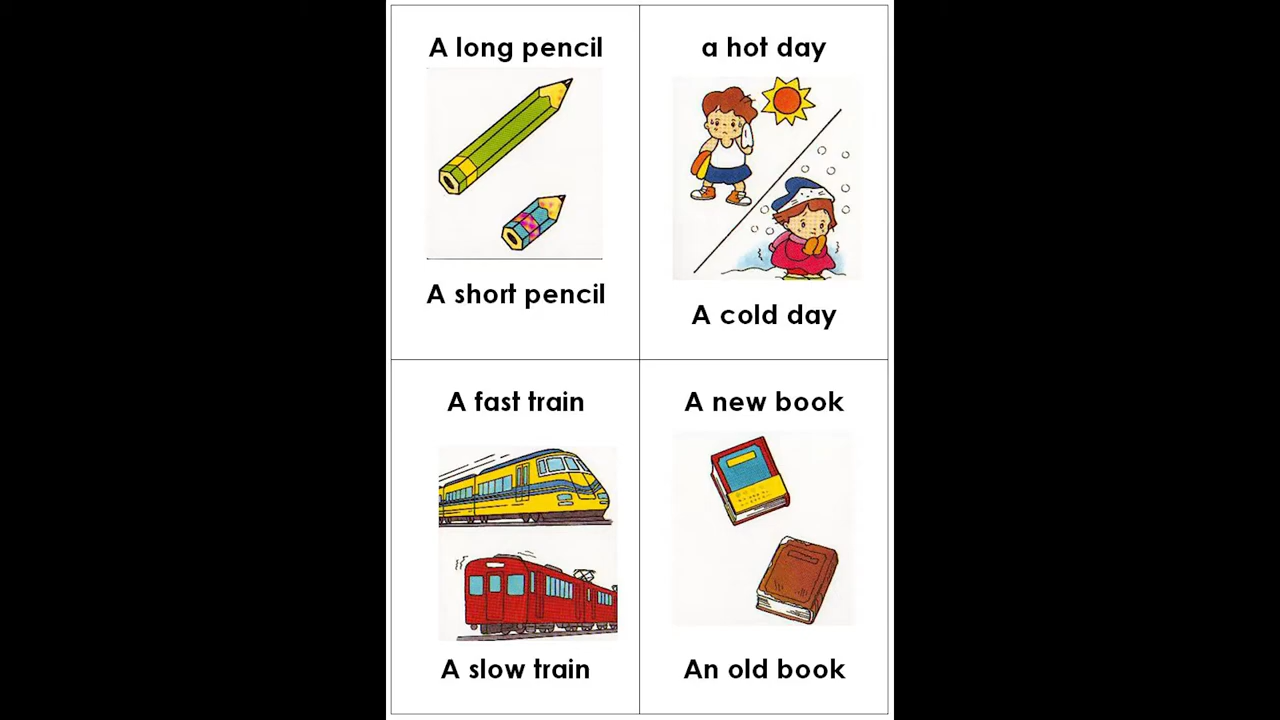 A long pencil
A short pencil
a hot day
A cold day
A fast train
A slow train
A new book
An old book